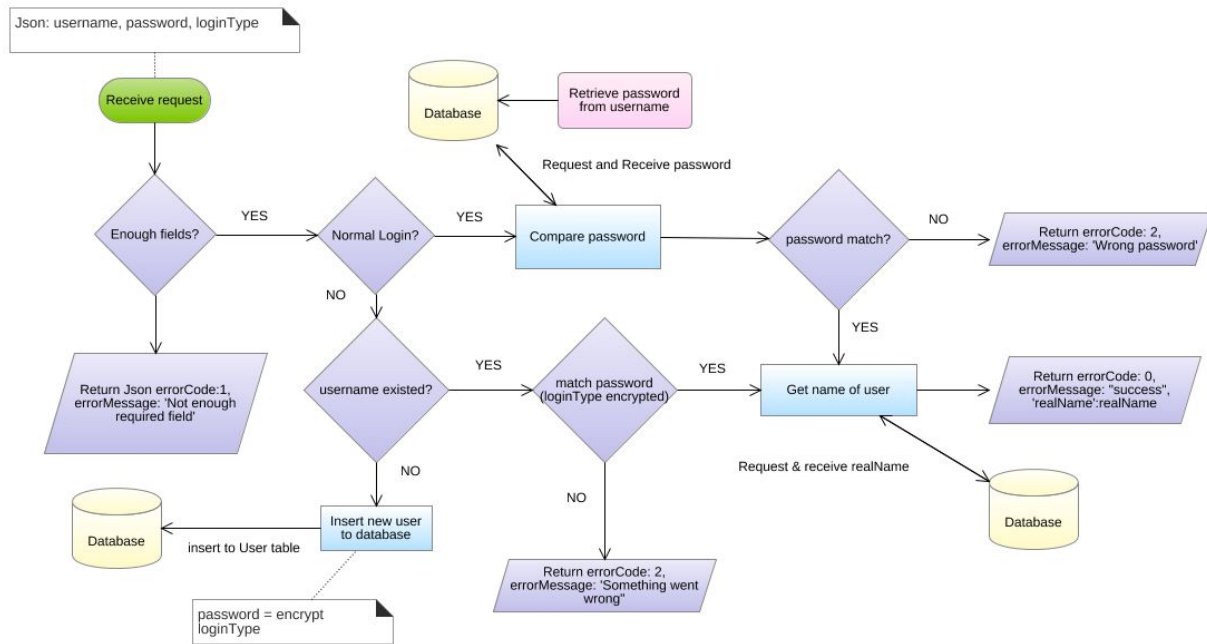 Json: username, password, loginType
Receive request
Database
Retrieve password
from username
Request and Receive password
Enough fields?
YES
Normal Login?
YES
Compare password
password match?
NO
Return errorCode: 2,
errorMessage: 'Wrong password'
NO
YES
Return Json errorCode:1,
errorMessage: 'Not enough
required field'
username existed?
YES
match password
(loginType encrypted)
YES
Get name of user
Return errorCode: 0,
errorMessage: "success",
'realName':realName
Request & receive realName
NO
NO
Database
insert to User table
Insert new user
to database
Database
Return errorCode: 2,
errorMessage: 'Something went
wrong"
password = encrypt
loginType